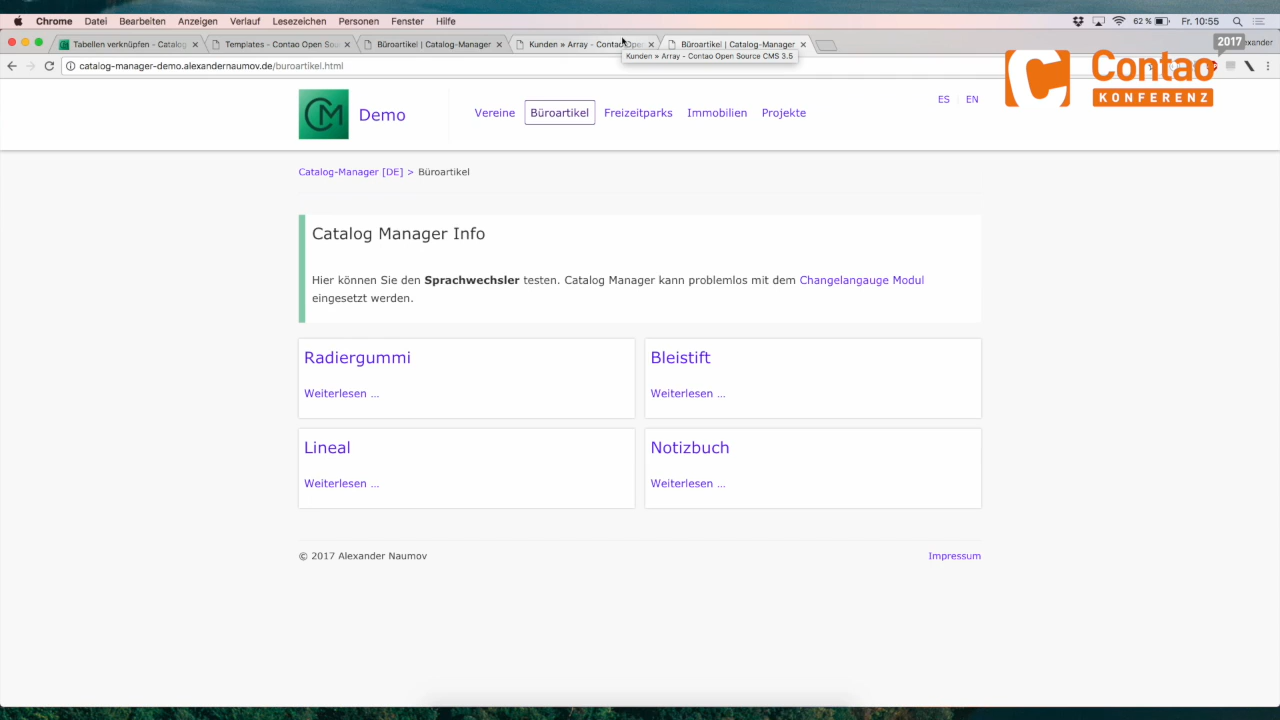 Chrome Datei Bearbeiten Anzeigen Verlauf Lesezeichen Personen Fenster Hilfe 62 % Fr. 10:55
Tabellen verknüpfen - Catalog Templates - Contao Open Sou Büroartikel | Catalog-Manager Kunden » Array - Contao Open Büroartikel | Catalog-Manager
Kunden » Array - Contao Open Source CMS 3.5
catalog-manager-demo.alexandernaumov.de/buroartikel.html
2017
Contao
KONFERENZ
CM Demo Vereine Büroartikel Freizeitparks Immobilien Projekte ES EN
Catalog-Manager [DE] > Büroartikel
Catalog Manager Info
Hier können Sie den Sprachwechsler testen. Catalog Manager kann problemlos mit dem Changelangauge Modul
eingesetzt werden.
Radiergummi Bleistift
Weiterlesen ... Weiterlesen ...
Lineal Notizbuch
Weiterlesen ... Weiterlesen ...
© 2017 Alexander Naumov Impressum